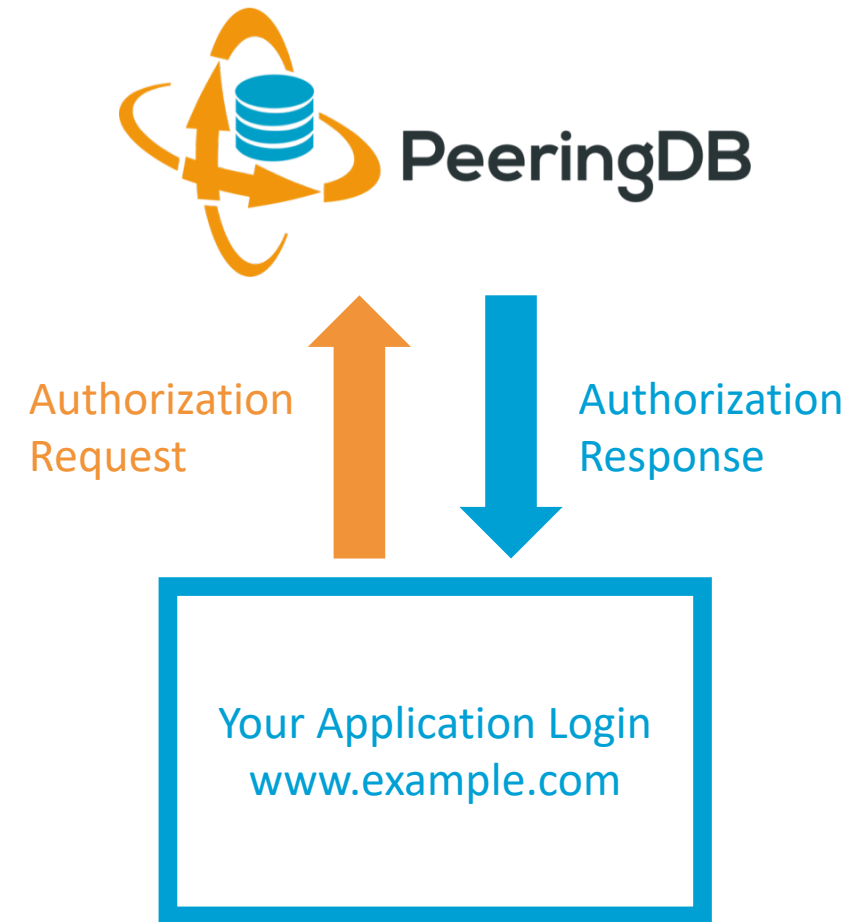 PeeringDB
Authorization
Request
Authorization
Response
Your Application Login
www.example.com